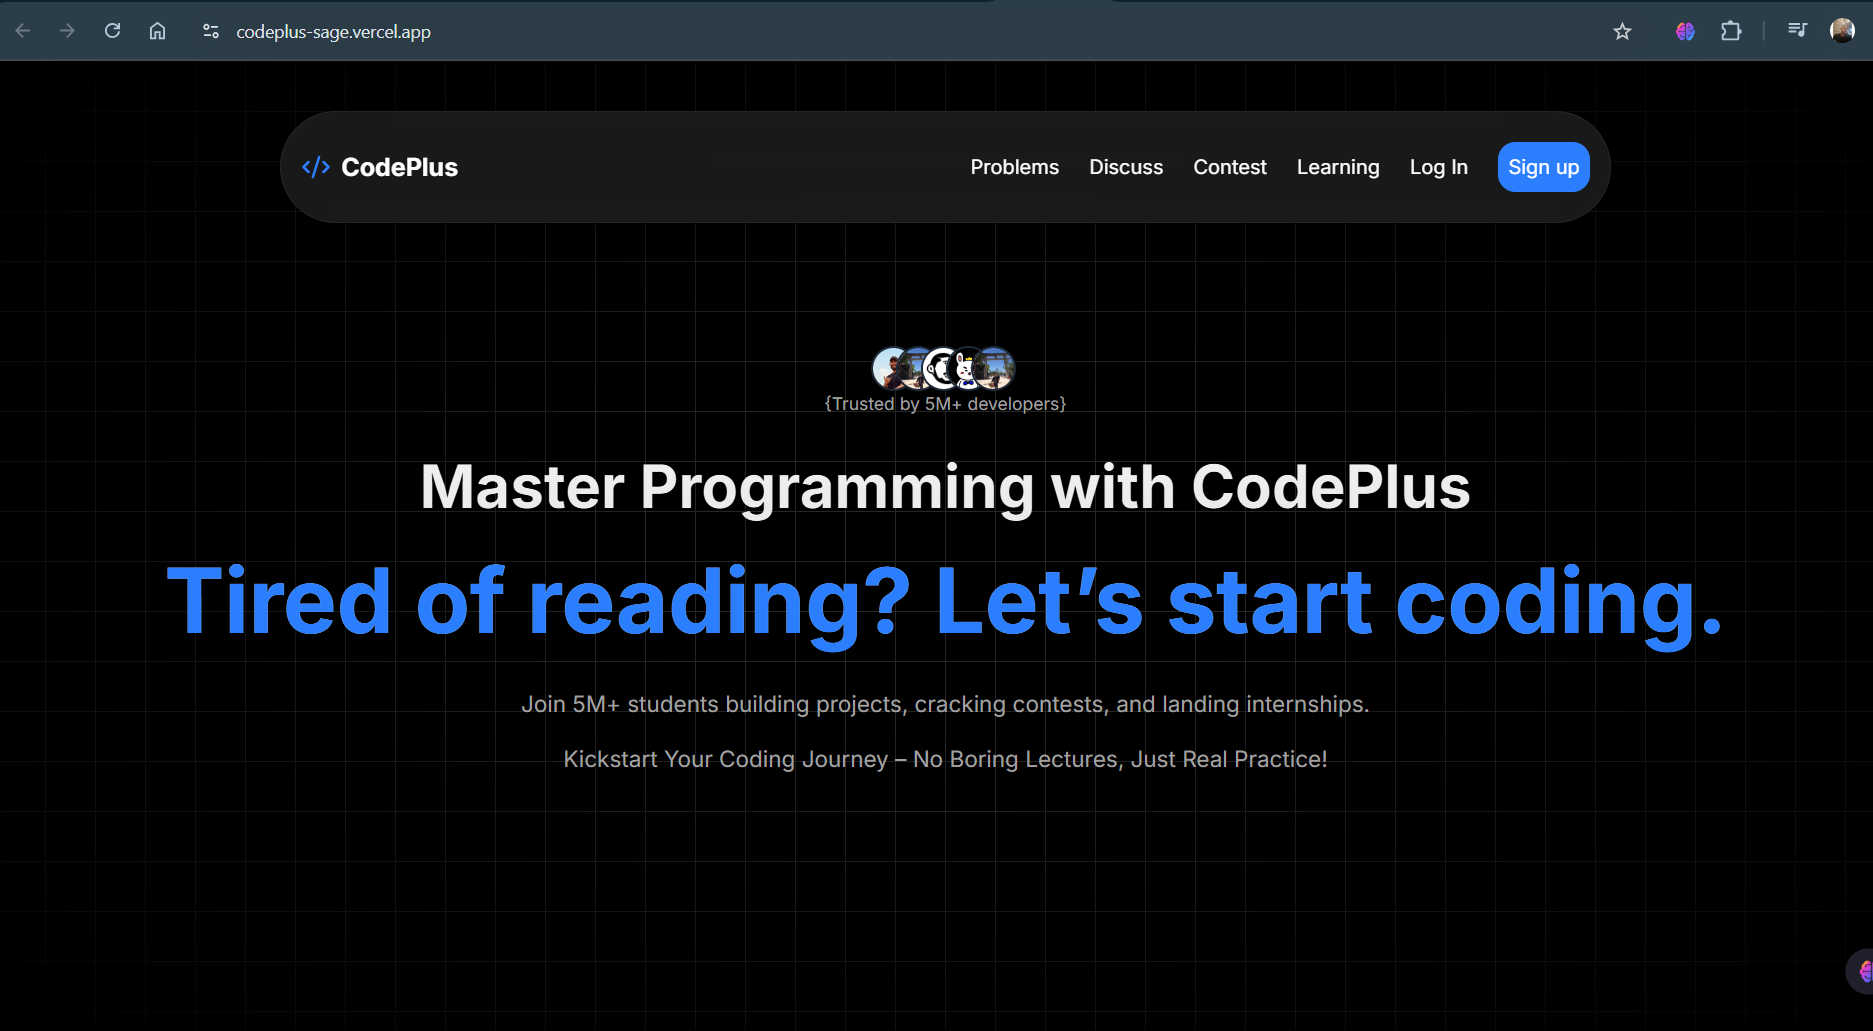 codeplus-sage.vercel.app
</> CodePlus
Problems Discuss Contest Learning Log In Sign up
{Trusted by 5M+ developers}
Master Programming with CodePlus
Tired of reading? Let’s start coding.
Join 5M+ students building projects, cracking contests, and landing internships.
Kickstart Your Coding Journey – No Boring Lectures, Just Real Practice!